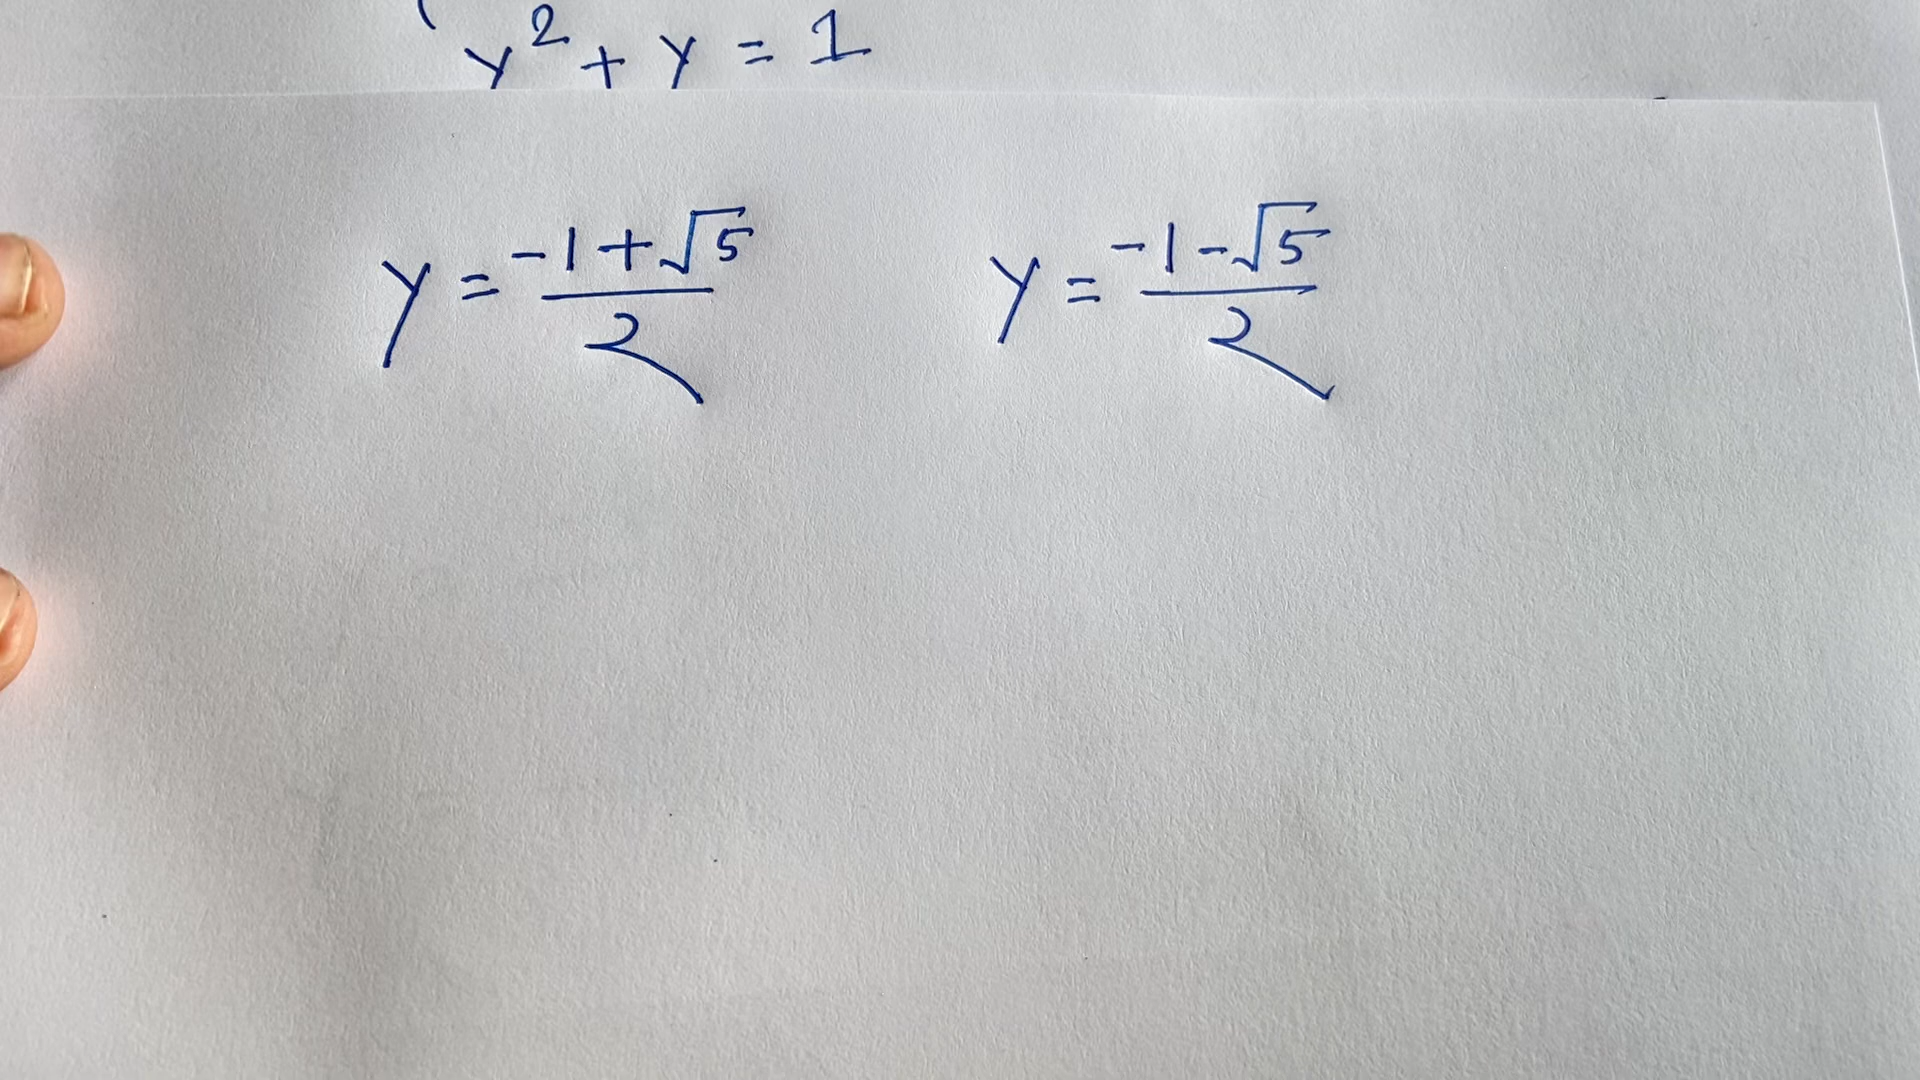 y² + y = 1
y = (-1+√5)/2    y = (-1-√5)/2